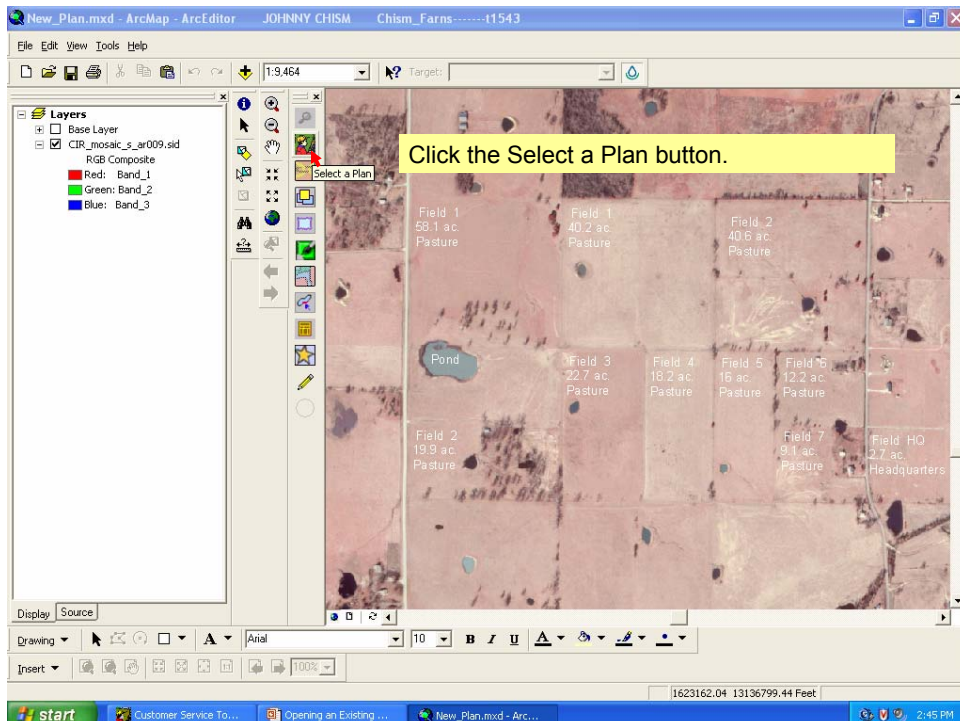 New_Plan.mxd - ArcMap - ArcEditor JOHNNY CHISM Chism_Farns-------t1543
File Edit View Tools Help
1:9,464
Target:
Layers
Base Layer
CIR_mosaic_s_ar009.sid
RGB Composite
Red: Band_1
Green: Band_2
Blue: Band_3
Click the Select a Plan button.
Select a Plan
Field 1
58.1 ac.
Pasture
Field 1
40.2 ac.
Pasture
Field 2
40.6 ac.
Pasture
Pond
Field 3
22.7 ac.
Pasture
Field 4
18.2 ac.
Pasture
Field 5
16 ac.
Pasture
Field 6
12.2 ac.
Pasture
Field 2
19.9 ac.
Pasture
Field 7
9.1 ac.
Pasture
Field HQ
2.7 ac.
Headquarters
Display Source
Drawing A Arial 10 B I U A
Insert 100%
1623162.04 13136799.44 Feet
start Customer Service To... Opening an Existing ... New_Plan.mxd - Arc... 2:45 PM